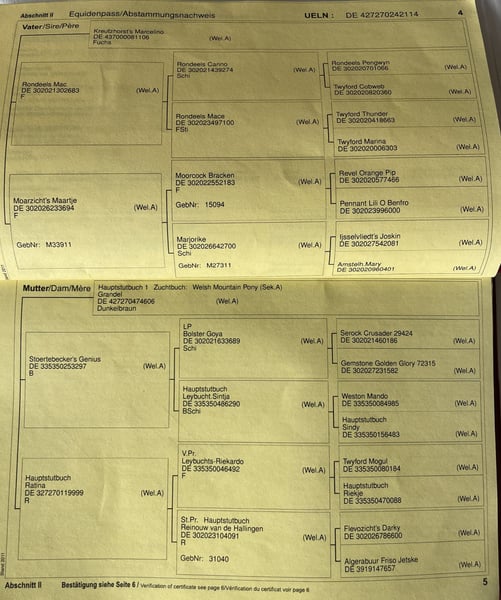 Abschnitt II Equidenpass/Abstammungsnachweis UELN : DE 427270242114 4
Vater/Sire/Père
Kreutzhorst's Marcelino
DE 437000081106 (Wel.A)
Fuchs
Rondeels Mac
DE 302021302683 (Wel.A)
F
Rondeels Carino
DE 302021439274 (Wel.A)
Schi
Rondeels Pengwyn
DE 302020701066 (Wel.A)
Twyford Cobweb
DE 302020820360 (Wel.A)
Rondeels Mace
DE 302023497100 (Wel.A)
FSti
Twyford Thunder
DE 302020418663 (Wel.A)
Twyford Marina
DE 302020006303 (Wel.A)
Moarzicht's Maartje
DE 302026233694 (Wel.A)
F
GebNr: M33911
Moorcock Bracken
DE 302022552183 (Wel.A)
F
GebNr: 15094
Revel Orange Pip
DE 302020577466 (Wel.A)
Pennant Lili O Benfro
DE 302023996000 (Wel.A)
Marjorike
DE 302026642700 (Wel.A)
Schi
GebNr: M27311
Ijsselvliedt's Joskin
DE 302027542081 (Wel.A)
Amstelh.Mary
DE 302020960401 (Wel.A)
Mutter/Dam/Mère
Hauptstutbuch 1 Zuchtbuch: Welsh Mountain Pony (Sek.A)
Grandel
DE 427270474606 (Wel.A)
Dunkelbraun
Stoertebecker's Genius
DE 335350253297 (Wel.A)
B
LP
Bolster Goya
DE 302021633689 (Wel.A)
Schi
Serock Crusader 29424
DE 302021460186 (Wel.A)
Gemstone Golden Glory 72315
DE 302027231582 (Wel.A)
Hauptstutbuch
Leybucht.Sintja
DE 335350486290 (Wel.A)
BSchi
Weston Mando
DE 335350084985 (Wel.A)
Hauptstutbuch
Sindy
DE 335350156483 (Wel.A)
Hauptstutbuch
Ratina
DE 327270119999 (Wel.A)
R
V.Pr.
Leybuchts-Riekardo
DE 335350046492 (Wel.A)
F
Twyford Mogul
DE 335350080184 (Wel.A)
Hauptstutbuch
Riekje
DE 335350470088 (Wel.A)
St.Pr. Hauptstutbuch
Reinouw van de Hallingen
DE 302023104091 (Wel.A)
R
GebNr: 31040
Flevozicht's Darky
DE 302026786600 (Wel.A)
Algerabuur Friso Jetske
DE 3919147657 (Wel.A)
Stand 2011
Abschnitt II Bestätigung siehe Seite 6 / Verification of certificate see page 6/Vérification du certificat voir page 6 5